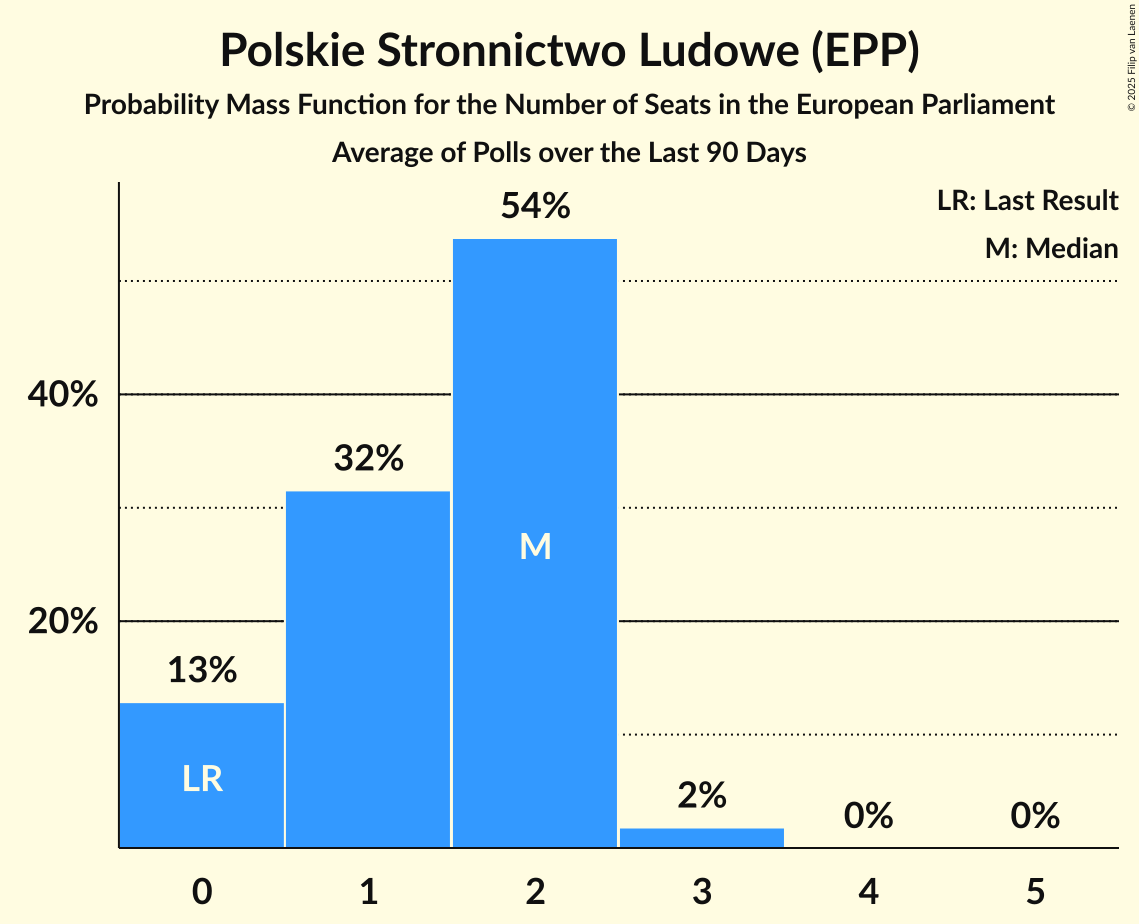 Polskie Stronnictwo Ludowe (EPP)
Probability Mass Function for the Number of Seats in the European Parliament
Average of Polls over the Last 90 Days
© 2025 Filip van Laenen
LR: Last Result
M: Median
54%
40%
32%
M
20%
13%
LR
2%
0%
0%
0 1 2 3 4 5